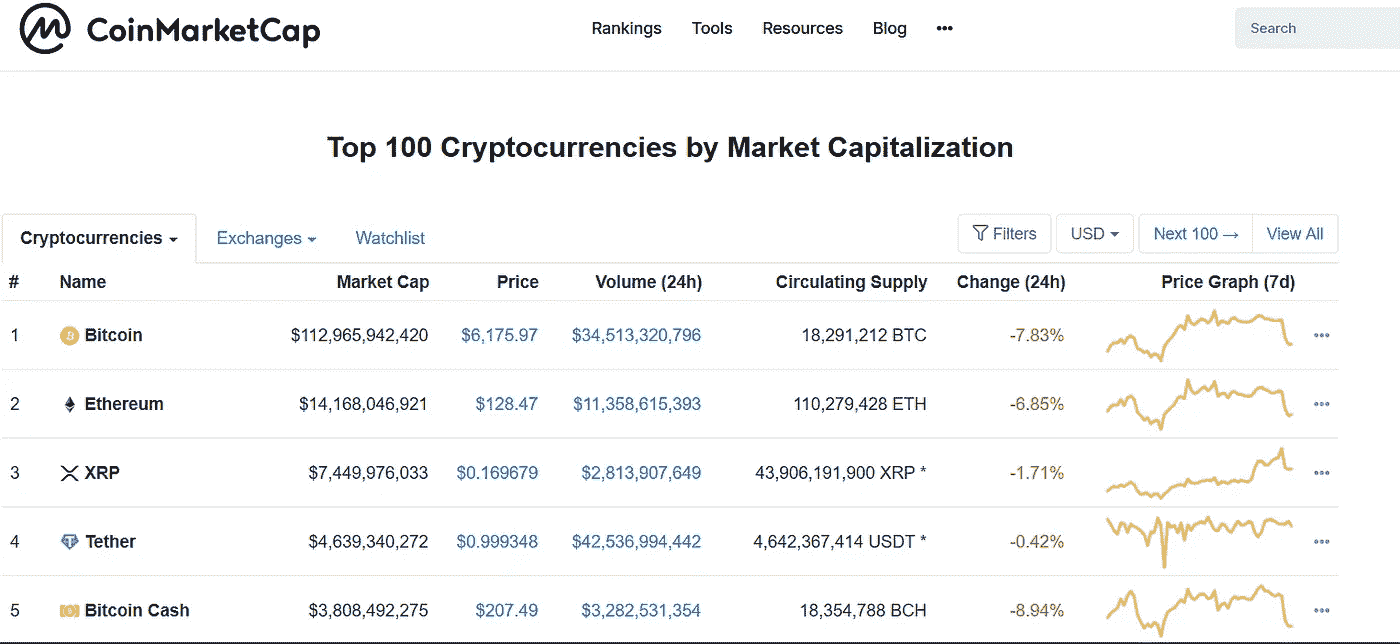 CoinMarketCap Rankings Tools Resources Blog ••• Search
Top 100 Cryptocurrencies by Market Capitalization
Cryptocurrencies Exchanges Watchlist Filters USD Next 100 → View All
# Name Market Cap Price Volume (24h) Circulating Supply Change (24h) Price Graph (7d)
1 Bitcoin $112,965,942,420 $6,175.97 $34,513,320,796 18,291,212 BTC -7.83%
2 Ethereum $14,168,046,921 $128.47 $11,358,615,393 110,279,428 ETH -6.85%
3 XRP $7,449,976,033 $0.169679 $2,813,907,649 43,906,191,900 XRP * -1.71%
4 Tether $4,639,340,272 $0.999348 $42,536,994,442 4,642,367,414 USDT * -0.42%
5 Bitcoin Cash $3,808,492,275 $207.49 $3,282,531,354 18,354,788 BCH -8.94%